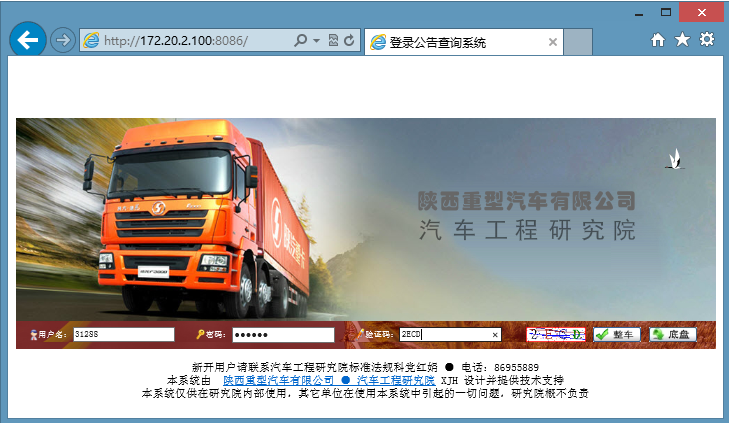 http://172.20.2.100:8086/
登录公告查询系统
陕西重型汽车有限公司
汽车工程研究院
用户名: 31288 密码: ●●●●●● 验证码: 2ECD 整车 底盘
新开用户请联系汽车工程研究院标准法规科党红娟 ● 电话: 86955889
本系统由 陕西重型汽车有限公司 ● 汽车工程研究院 XJH 设计并提供技术支持
本系统仅供在研究院内部使用，其它单位在使用本系统中引起的一切问题，研究院概不负责